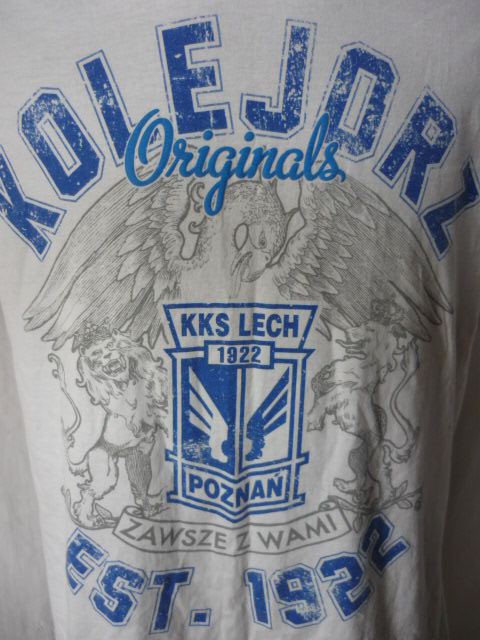 KOLEJORZ
Originals
KKS LECH
1922
POZNAŃ
ZAWSZE Z WAMI
EST. 1922